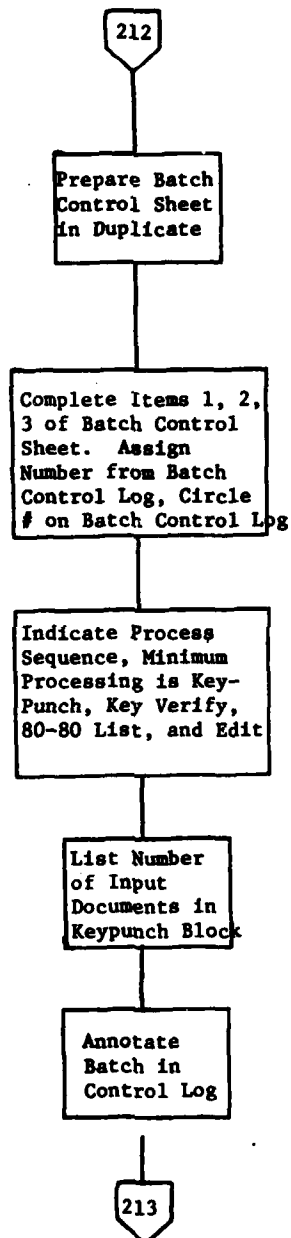 212
Prepare Batch
Control Sheet
in Duplicate
Complete Items 1, 2,
3 of Batch Control
Sheet. Assign
Number from Batch
Control Log, Circle
# on Batch Control Log
Indicate Process
Sequence, Minimum
Processing is Key-
Punch, Key Verify,
80-80 List, and Edit
List Number
of Input
Documents in
Keypunch Block
Annotate
Batch in
Control Log
213